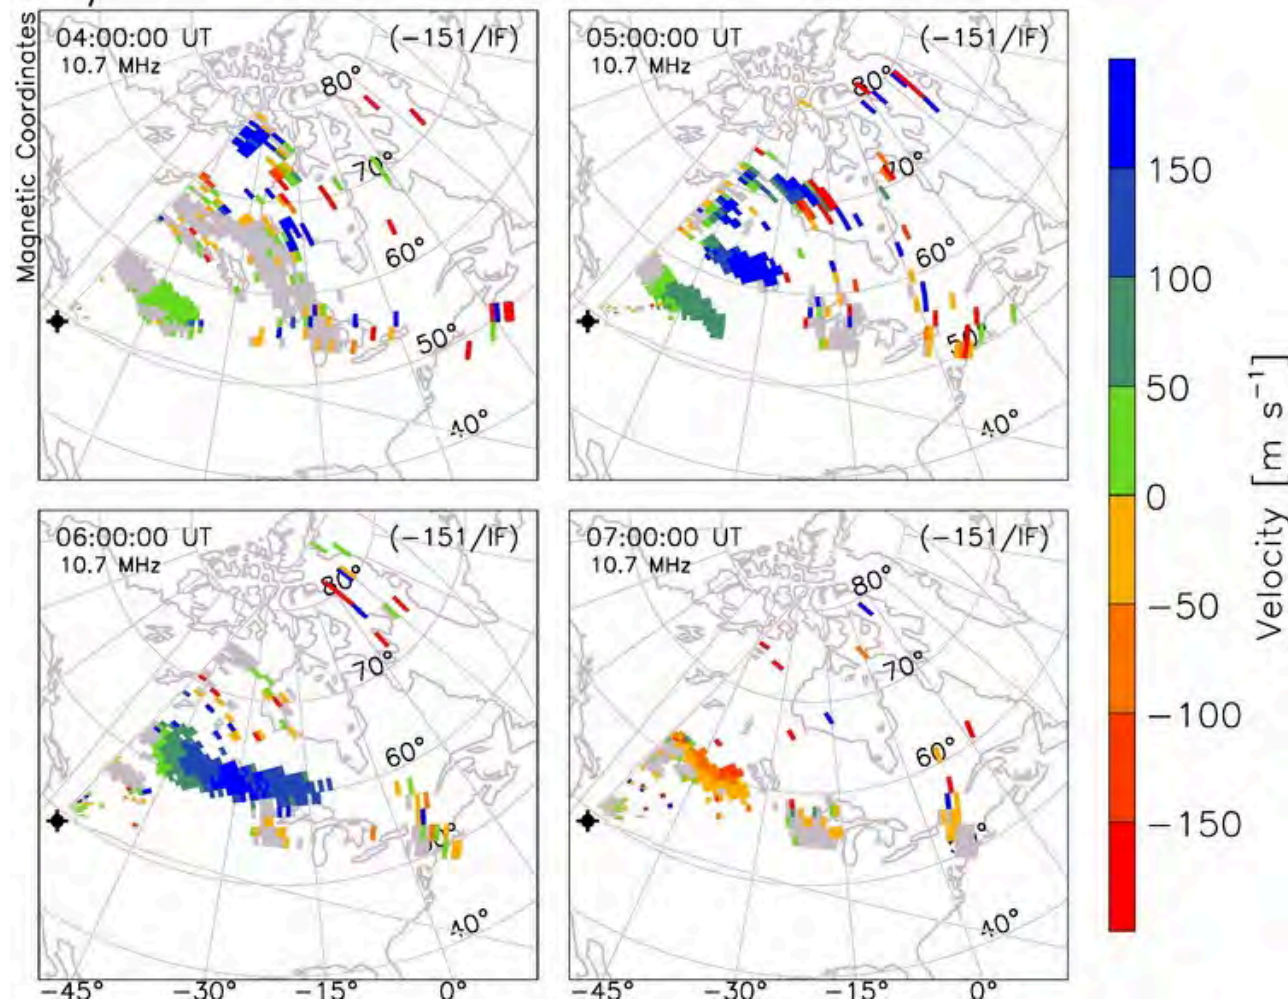 Magnetic Coordinates
04:00:00 UT (-151/IF)
10.7 MHz
80°
70°
60°
50°
40°
05:00:00 UT (-151/IF)
10.7 MHz
80°
70°
60°
50°
40°
06:00:00 UT (-151/IF)
10.7 MHz
80°
70°
60°
40°
-45° -30° -15° 0°
07:00:00 UT (-151/IF)
10.7 MHz
80°
70°
60°
40°
-45° -30° -15° 0°
150
100
50
0
-50
-100
-150
Velocity [m s⁻¹]